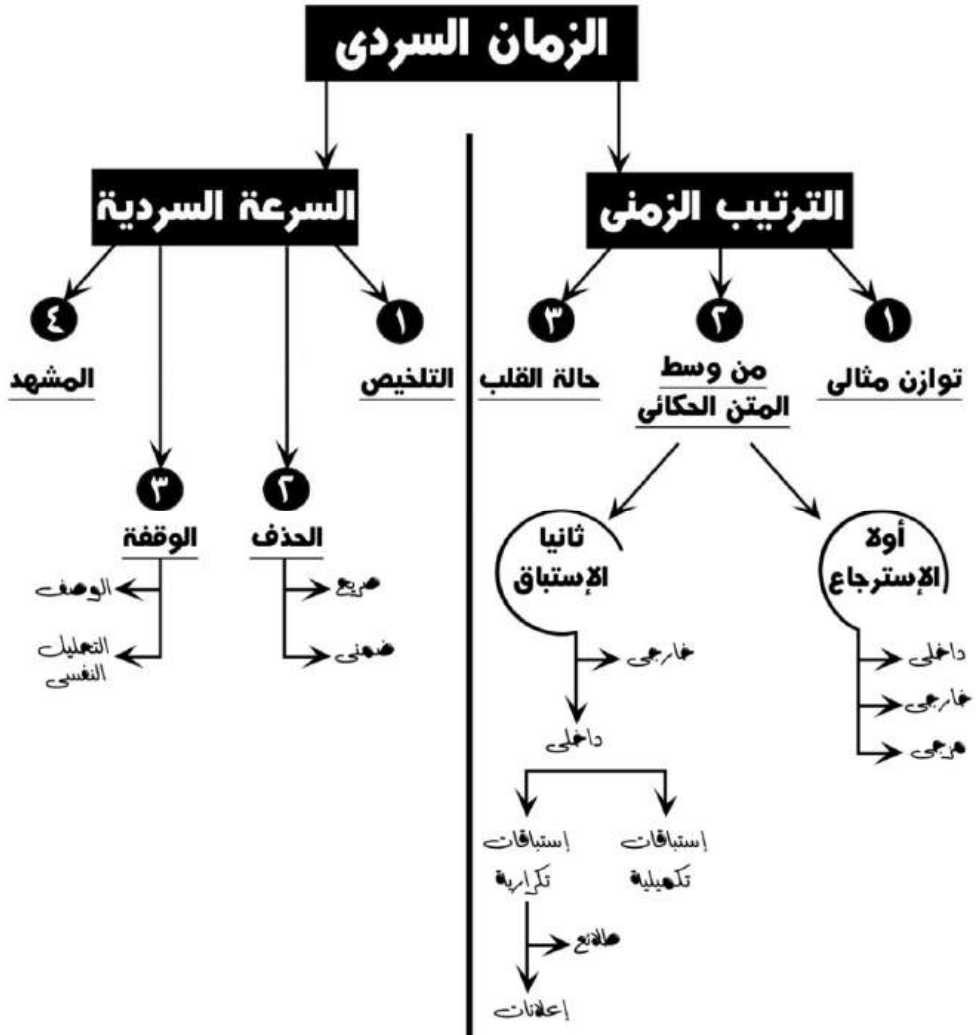 الزمان السردى
الترتيب الزمنى
١
توازن مثالى
٢
من وسط
المتن الحكائى
أولا
الإسترجاع
داخلى
خارجى
مزجى
ثانيا
الإستباق
خارجى
داخلى
إستباقات
تكميلية
إستباقات
تكرارية
طلائع
إعلانات
٣
حالة القلب
السرعة السردية
١
التلخيص
٢
الحذف
صريح
ضمنى
٣
الوقفة
الوصف
التحليل
النفسى
٤
المشهد